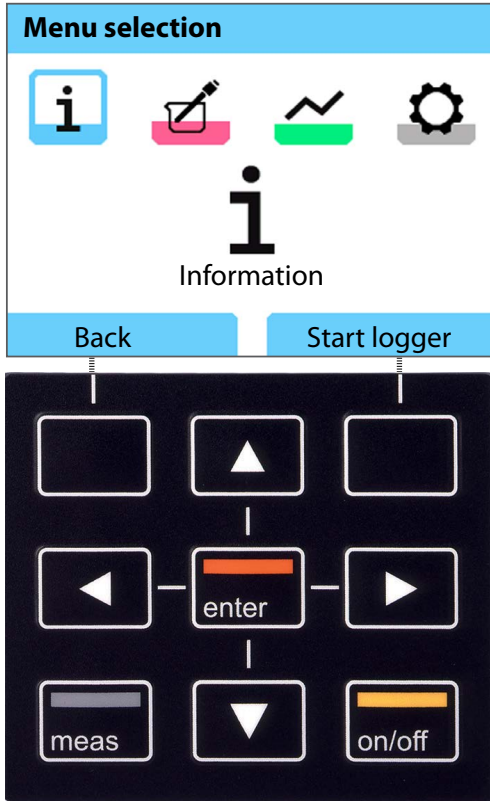 Menu selection
Information
Back Start logger
enter
meas on/off